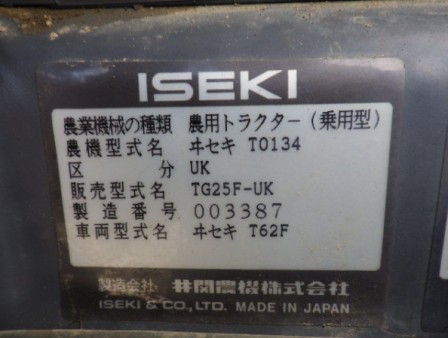 ISEKI
農業機械の種類 農用トラクター(乗用型)
農機型式名 ヰセキ TO134
区分 UK
販売型式名 TG25F-UK
製造番号 003387
車両型式名 ヰセキ T62F
製造会社 井関農機株式会社
ISEKI & CO., LTD. MADE IN JAPAN